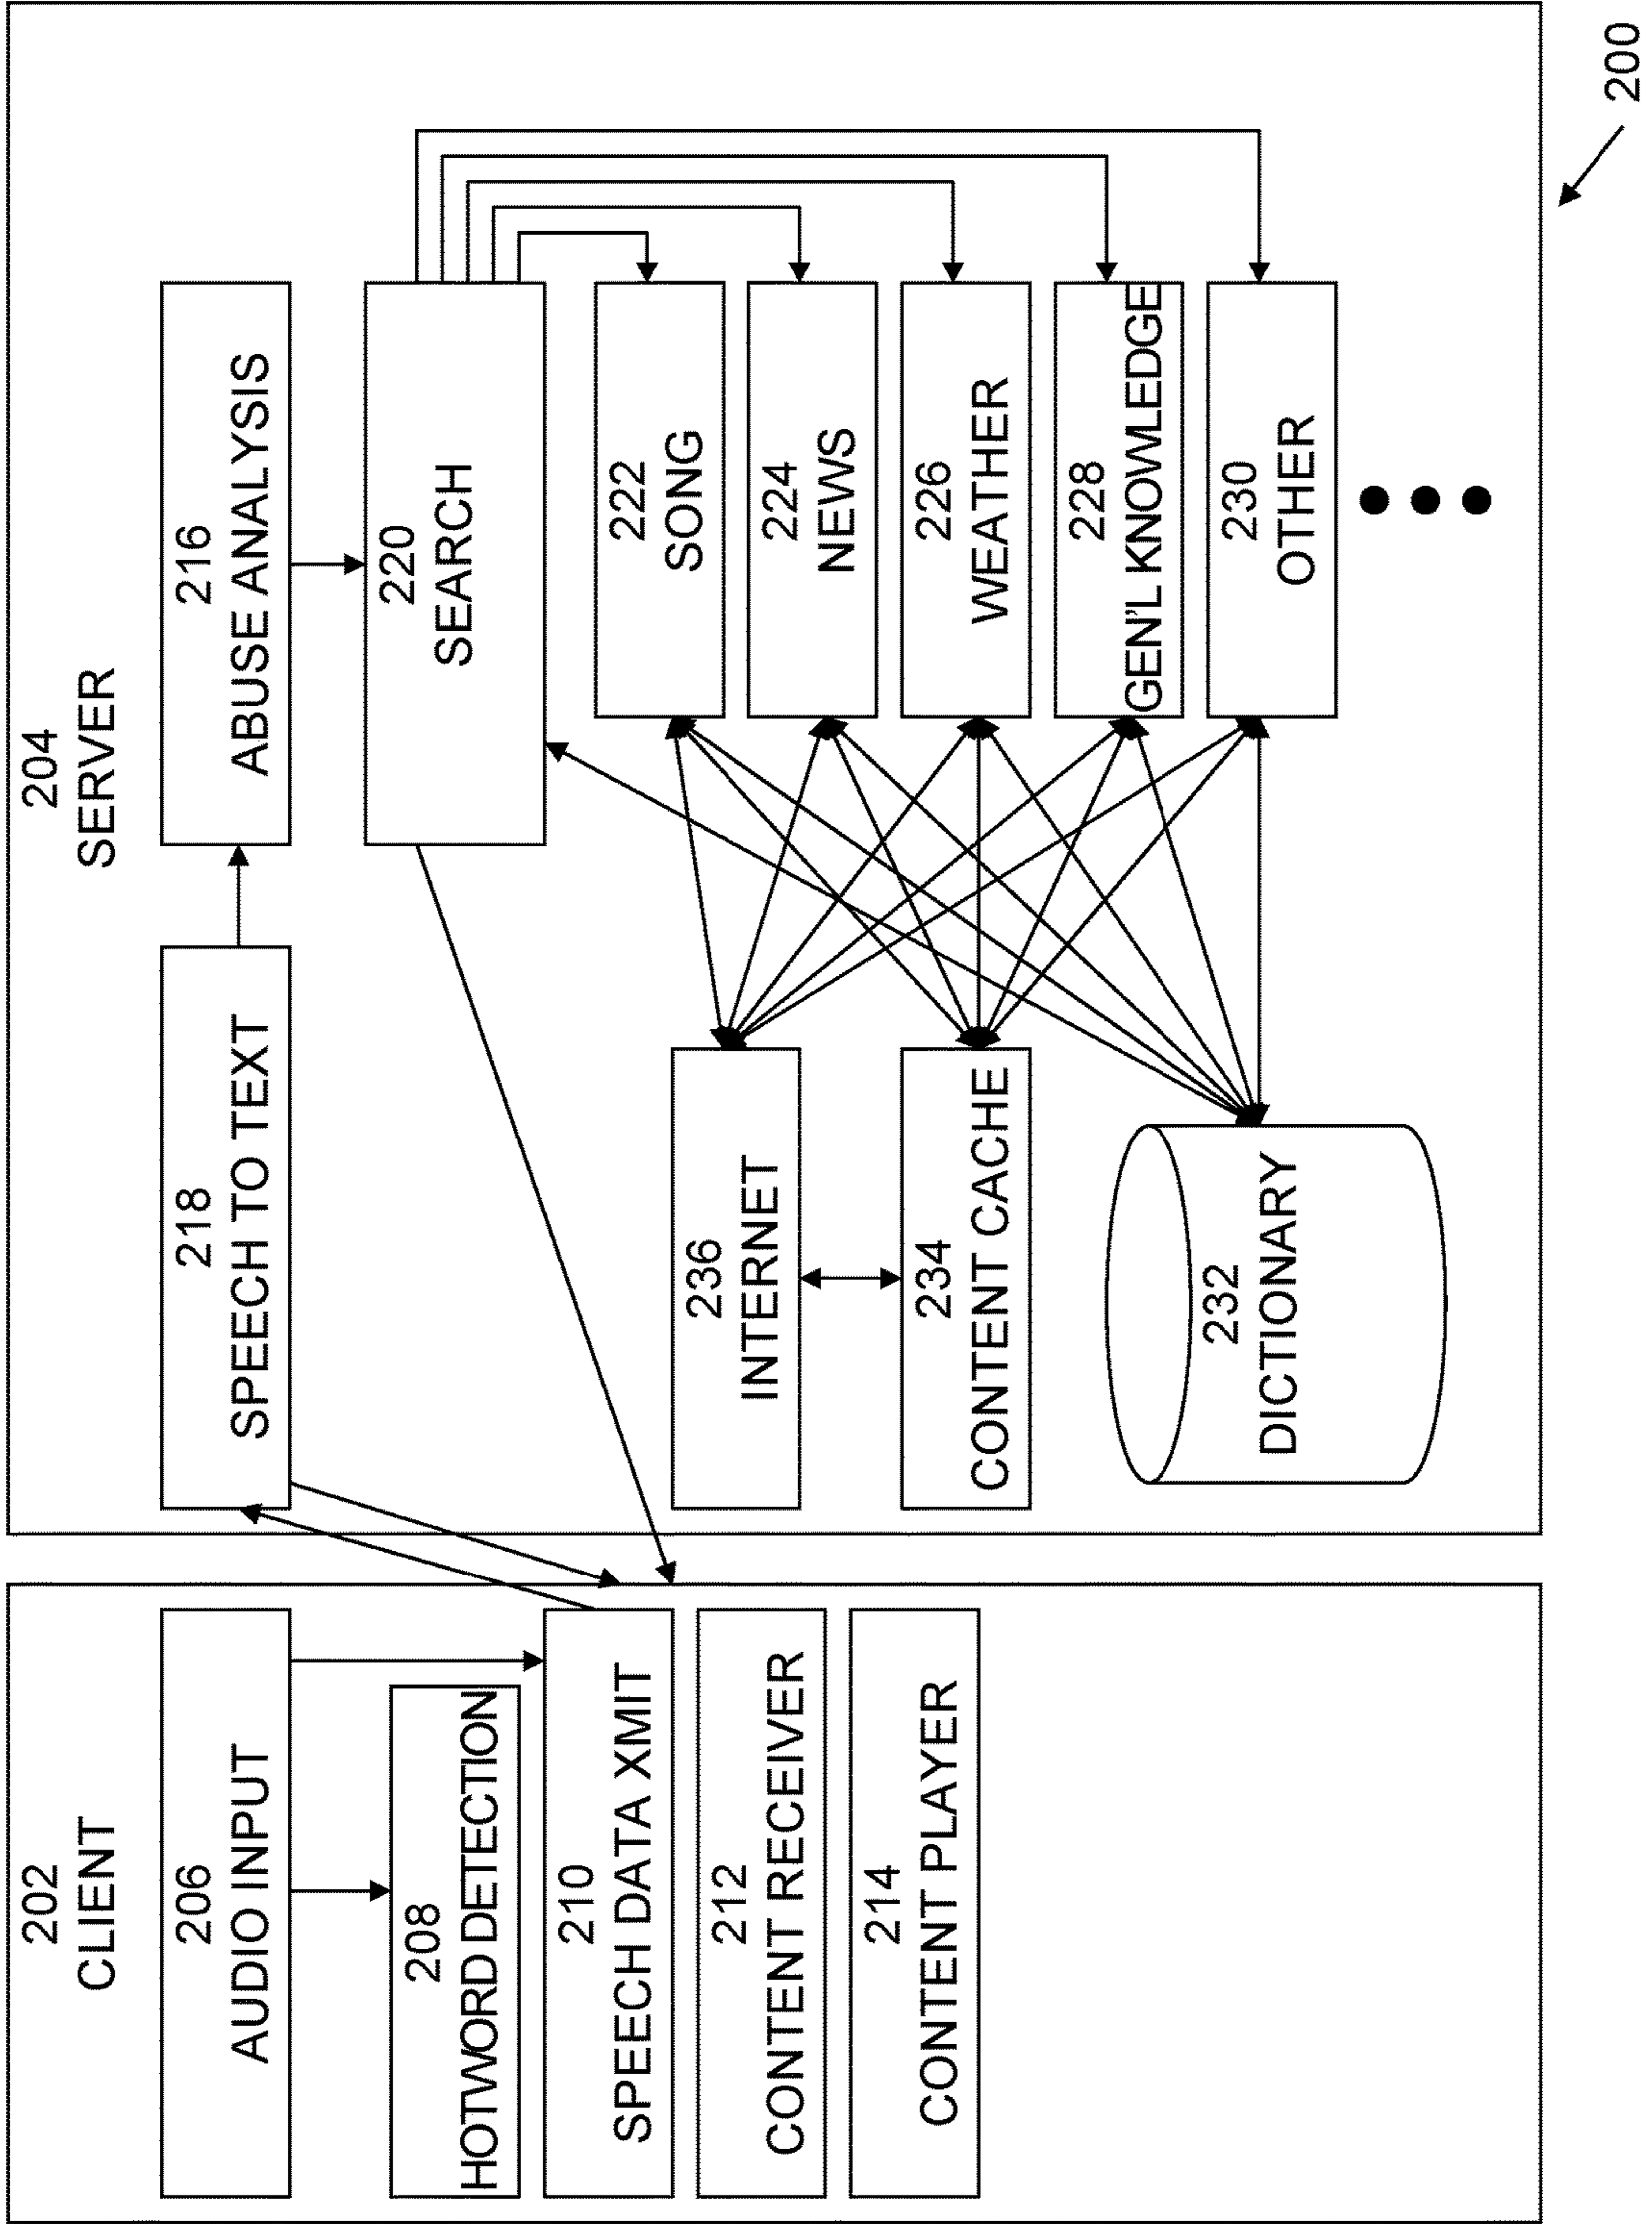 202
CLIENT
206
AUDIO INPUT
208
HOTWORD DETECTION
210
SPEECH DATA XMIT
212
CONTENT RECEIVER
214
CONTENT PLAYER
204
SERVER
218
SPEECH TO TEXT
216
ABUSE ANALYSIS
220
SEARCH
236
INTERNET
234
CONTENT CACHE
232
DICTIONARY
222
SONG
224
NEWS
226
WEATHER
228
GEN'L KNOWLEDGE
230
OTHER
200